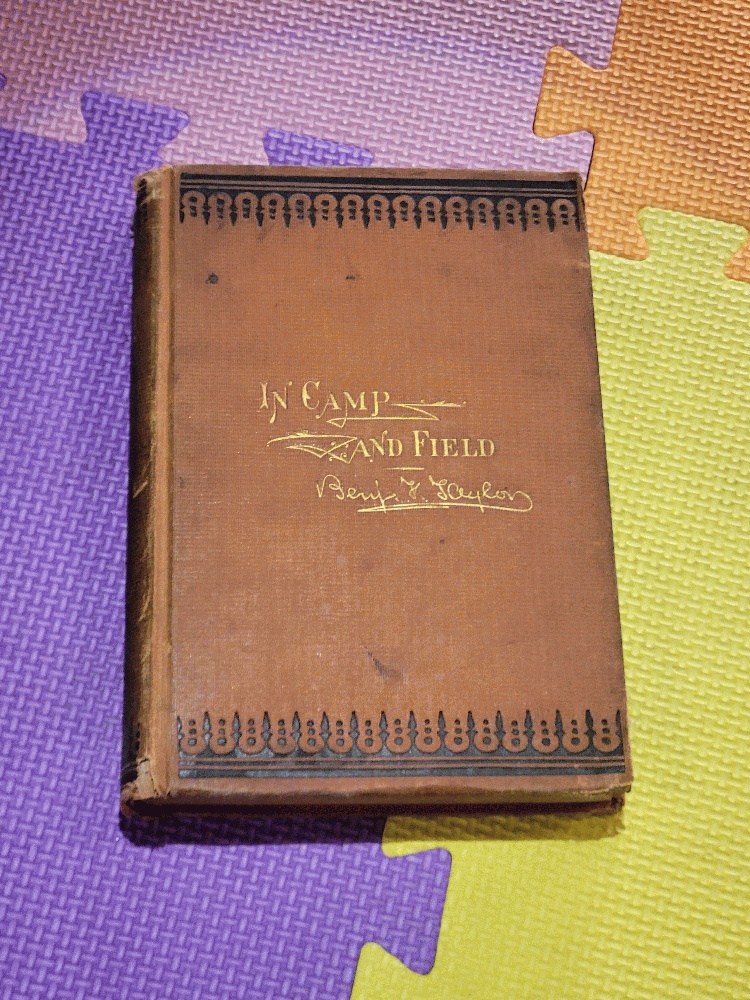 In Camp
and Field
Benj. F. Taylor